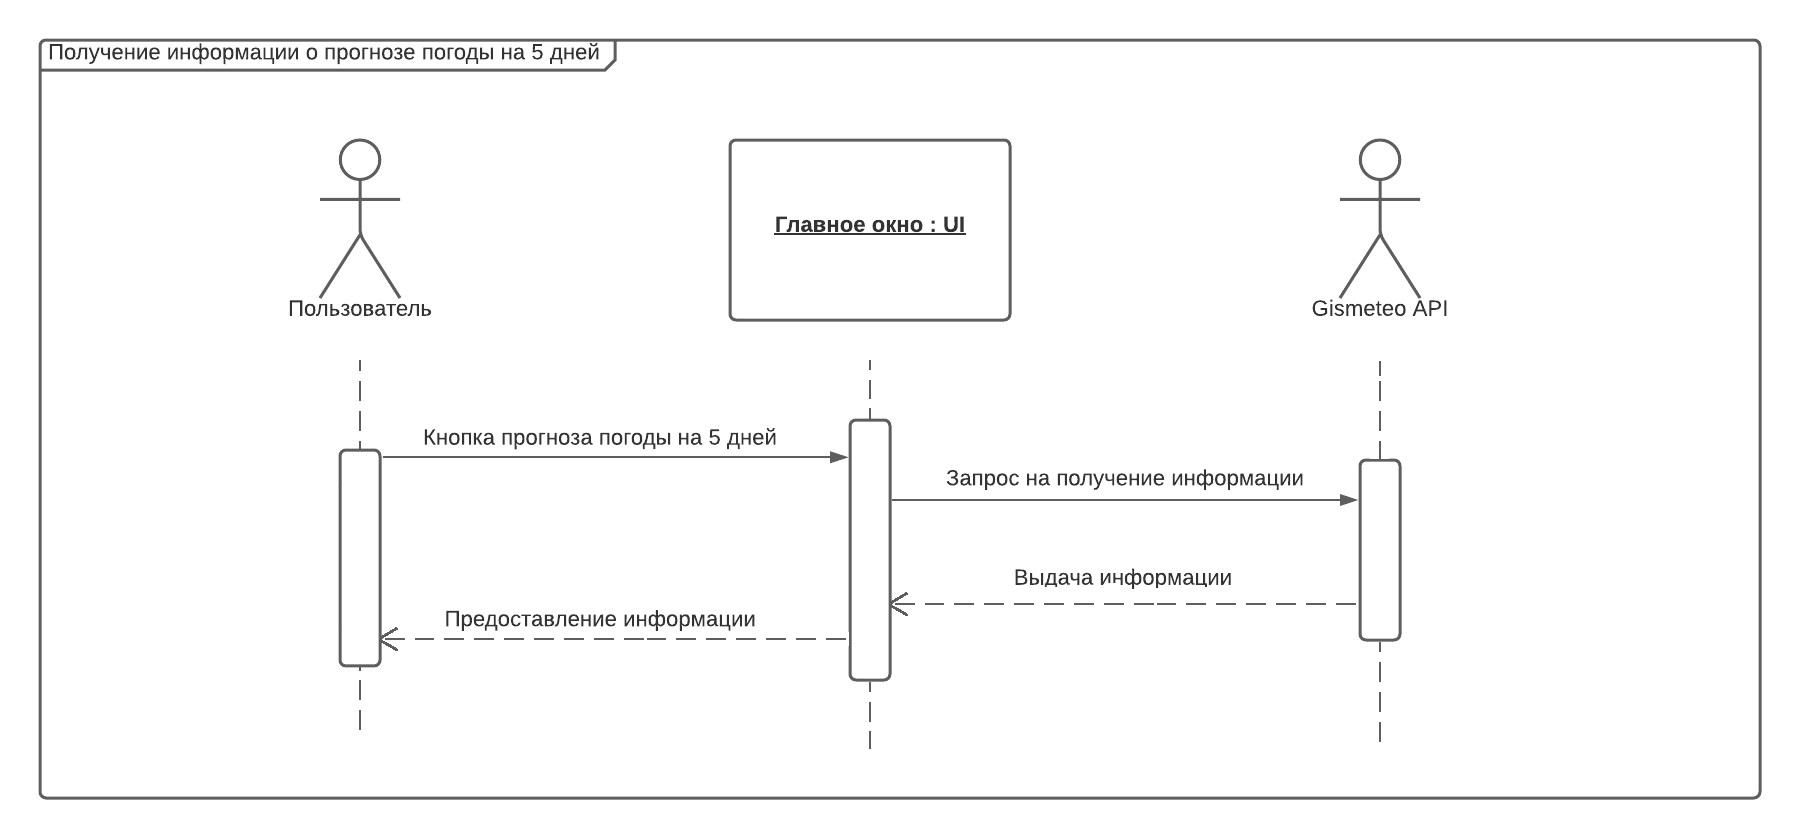 Получение информации о прогнозе погоды на 5 дней
Главное окно : UI
Пользователь
Gismeteo API
Кнопка прогноза погоды на 5 дней
Запрос на получение информации
Выдача информации
Предоставление информации